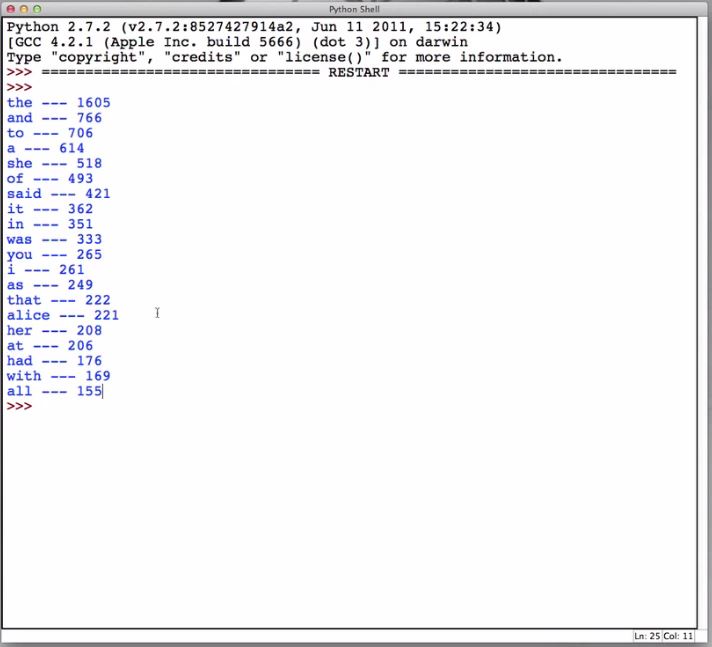 Python Shell
Python 2.7.2 (v2.7.2:8527427914a2, Jun 11 2011, 15:22:34)
[GCC 4.2.1 (Apple Inc. build 5666) (dot 3)] on darwin
Type "copyright", "credits" or "license()" for more information.
>>> ================================ RESTART ================================
>>>
the --- 1605
and --- 766
to --- 706
a --- 614
she --- 518
of --- 493
said --- 421
it --- 362
in --- 351
was --- 333
you --- 265
i --- 261
as --- 249
that --- 222
alice --- 221
her --- 208
at --- 206
had --- 176
with --- 169
all --- 155
>>>
Ln: 25 Col: 11